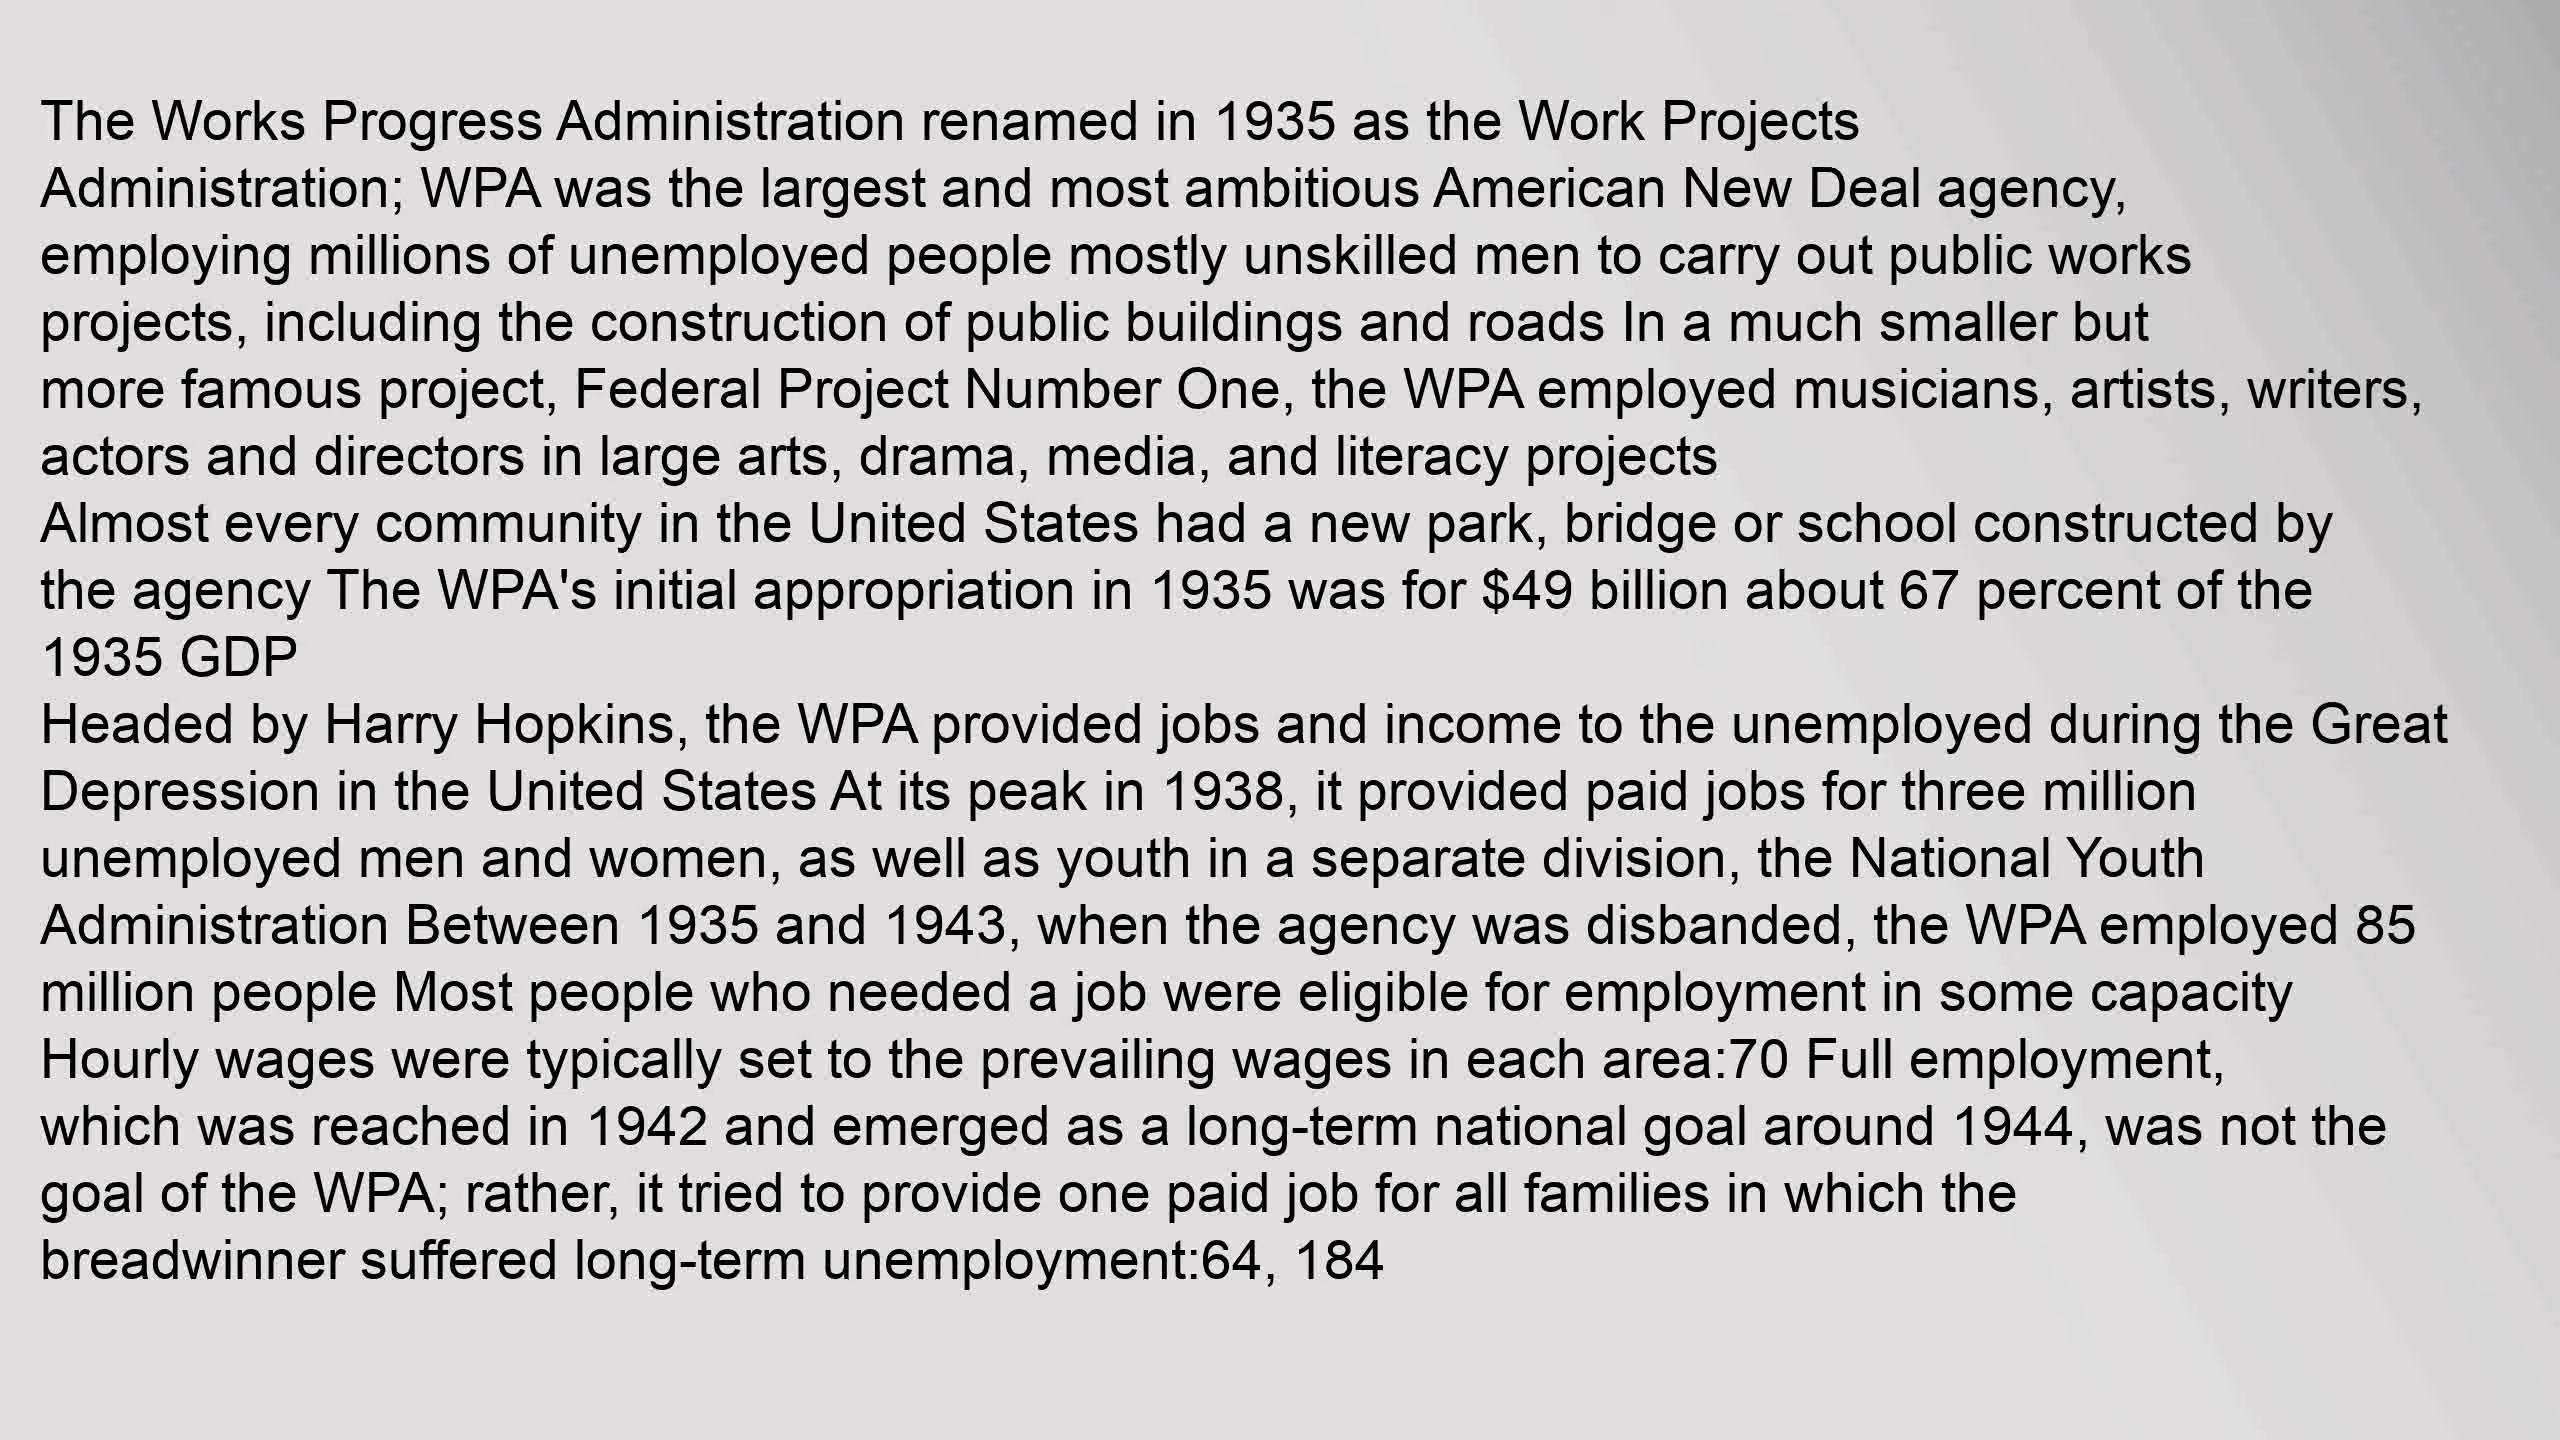 The Works Progress Administration renamed in 1935 as the Work Projects
Administration; WPA was the largest and most ambitious American New Deal agency,
employing millions of unemployed people mostly unskilled men to carry out public works
projects, including the construction of public buildings and roads In a much smaller but
more famous project, Federal Project Number One, the WPA employed musicians, artists, writers,
actors and directors in large arts, drama, media, and literacy projects
Almost every community in the United States had a new park, bridge or school constructed by
the agency The WPA's initial appropriation in 1935 was for $49 billion about 67 percent of the
1935 GDP
Headed by Harry Hopkins, the WPA provided jobs and income to the unemployed during the Great
Depression in the United States At its peak in 1938, it provided paid jobs for three million
unemployed men and women, as well as youth in a separate division, the National Youth
Administration Between 1935 and 1943, when the agency was disbanded, the WPA employed 85
million people Most people who needed a job were eligible for employment in some capacity
Hourly wages were typically set to the prevailing wages in each area:70 Full employment,
which was reached in 1942 and emerged as a long-term national goal around 1944, was not the
goal of the WPA; rather, it tried to provide one paid job for all families in which the
breadwinner suffered long-term unemployment:64, 184